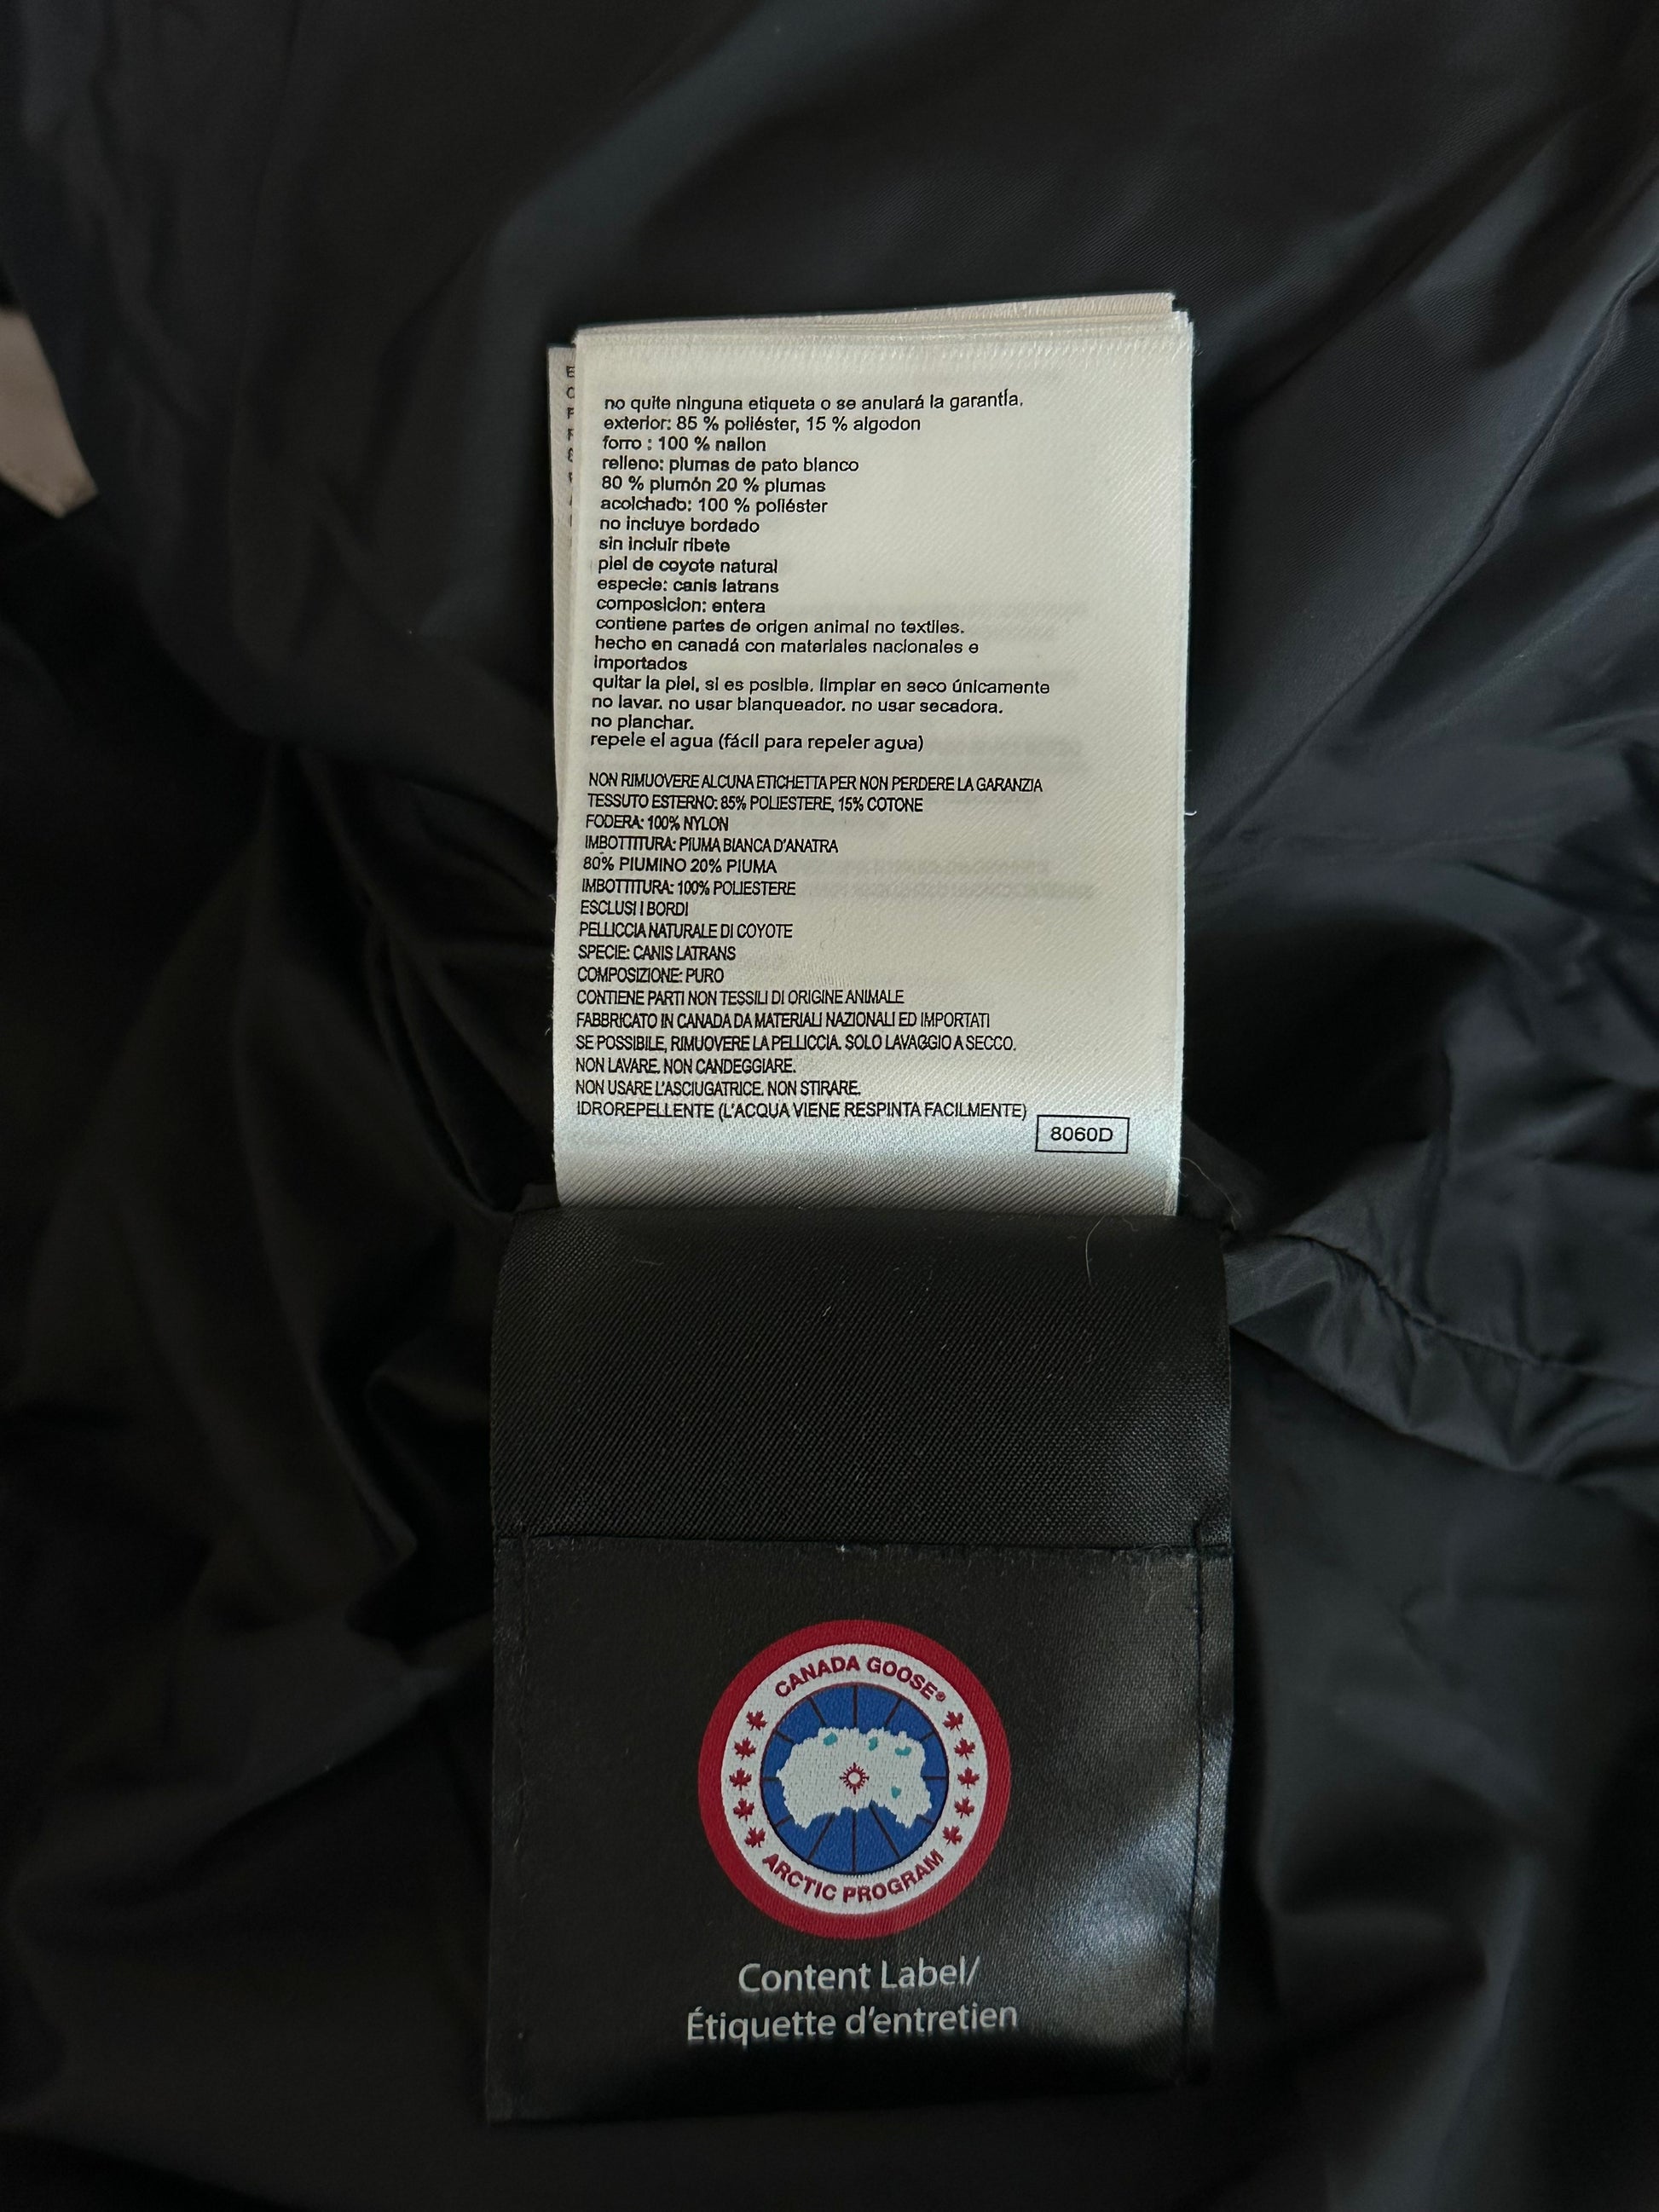 no quite ninguna etiqueta o se anulará la garantía.
exterior: 85 % poliéster, 15 % algodon
forro : 100 % nailon
relleno: plumas de pato blanco
80 % plumón 20 % plumas
acolchado: 100 % poliéster
no incluye bordado
sin incluir ribete
piel de coyote natural
especie: canis latrans
composicion: entera
contiene partes de origen animal no textiles.
hecho en canadá con materiales nacionales e
importados
quitar la piel, si es posible. limpiar en seco únicamente
no lavar. no usar blanqueador. no usar secadora.
no planchar.
repele el agua (fácil para repeler agua)
NON RIMUOVERE ALCUNA ETICHETTA PER NON PERDERE LA GARANZIA
TESSUTO ESTERNO: 85% POLIESTERE, 15% COTONE
FODERA: 100% NYLON
IMBOTTITURA: PIUMA BIANCA D'ANATRA
80% PIUMINO 20% PIUMA
IMBOTTITURA: 100% POLIESTERE
ESCLUSI I BORDI
PELLICCIA NATURALE DI COYOTE
SPECIE: CANIS LATRANS
COMPOSIZIONE: PURO
CONTIENE PARTI NON TESSILI DI ORIGINE ANIMALE
FABBRICATO IN CANADA DA MATERIALI NAZIONALI ED IMPORTATI
SE POSSIBILE, RIMUOVERE LA PELLICCIA. SOLO LAVAGGIO A SECCO.
NON LAVARE. NON CANDEGGIARE.
NON USARE L'ASCIUGATRICE. NON STIRARE.
IDROREPELLENTE (L'ACQUA VIENE RESPINTA FACILMENTE)
8060D
CANADA GOOSE®
ARCTIC PROGRAM
Content Label/
Étiquette d'entretien